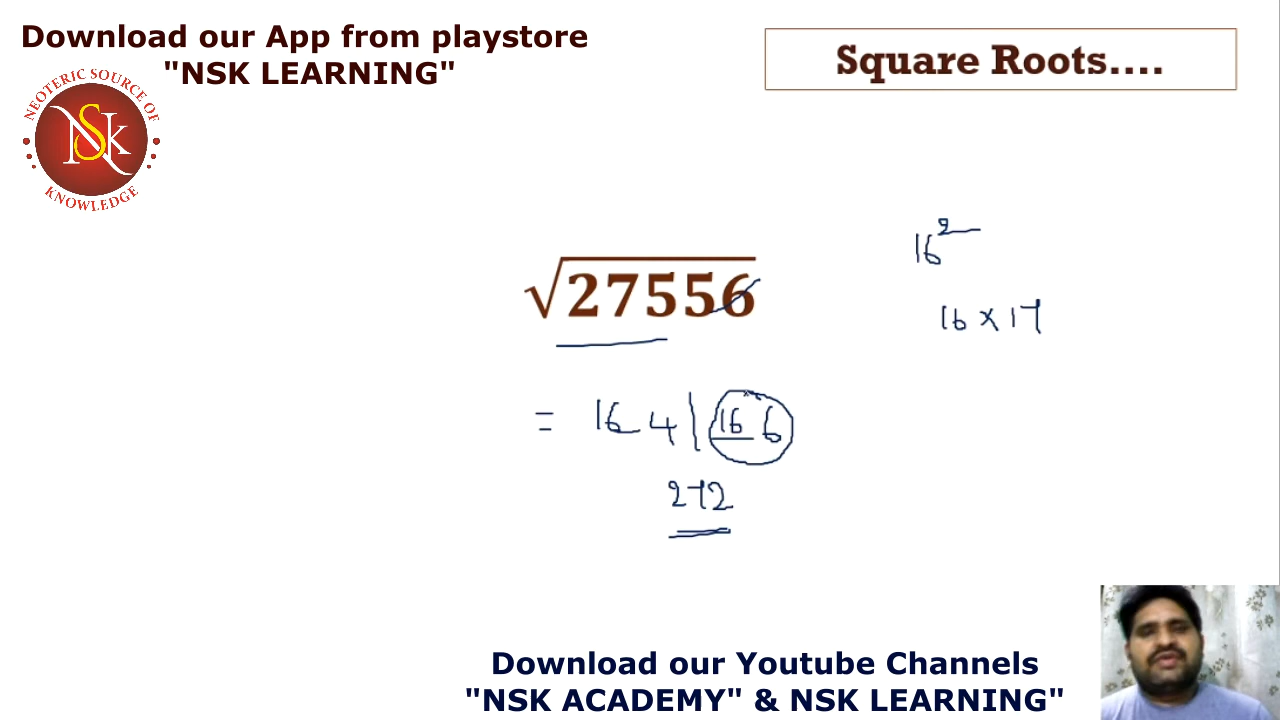 Download our App from playstore
"NSK LEARNING"
NEOTERIC SOURCE OF
NSK
KNOWLEDGE
Square Roots....
16²
√27556
16 × 17
= 16 4 | 16 6
272
Download our Youtube Channels
"NSK ACADEMY" & NSK LEARNING"